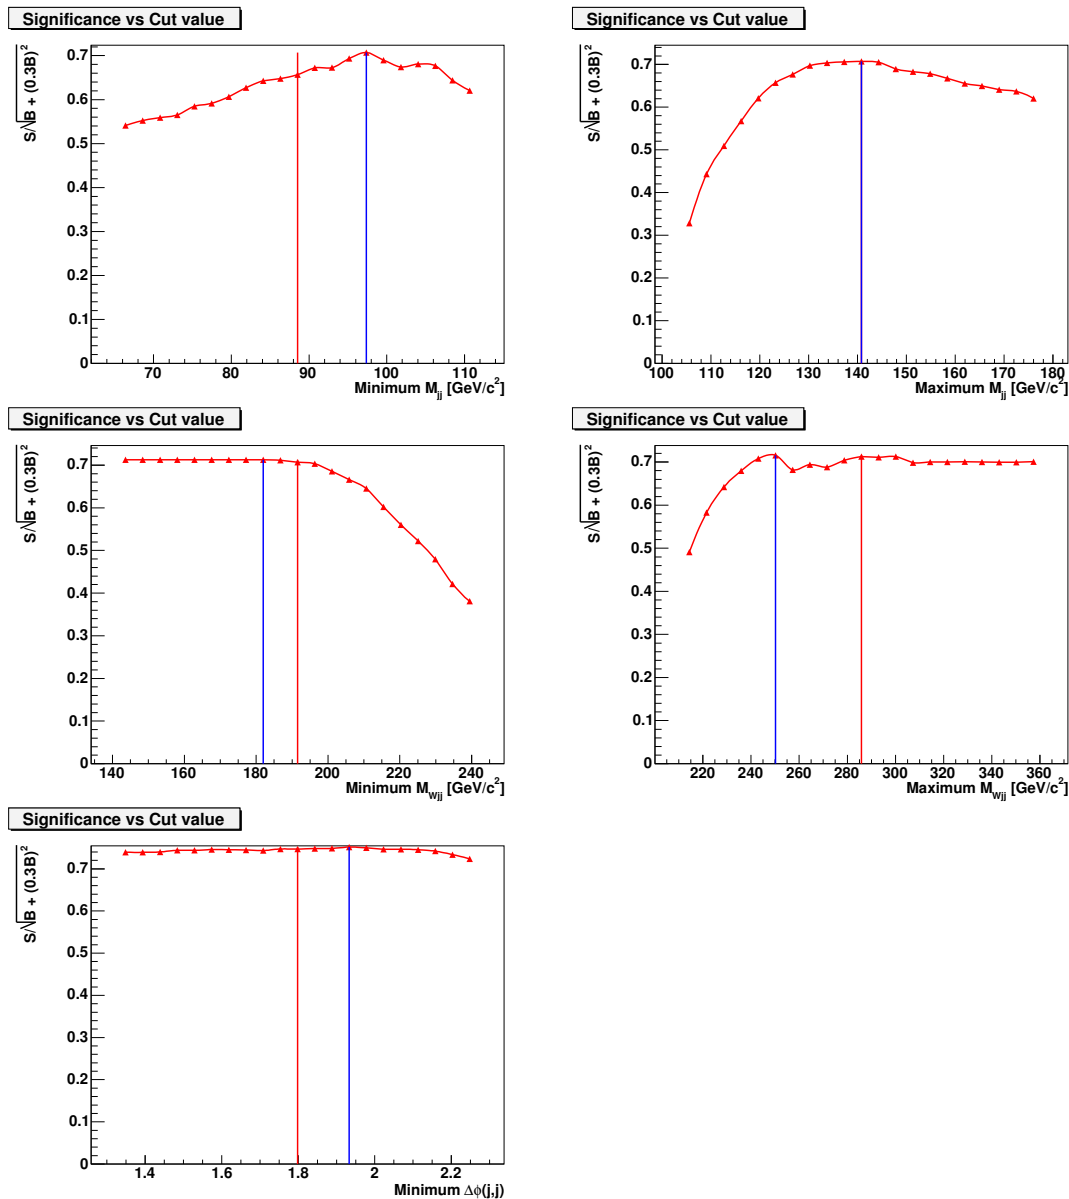 Significance vs Cut value
S/√B + (0.3B)²
0.7
0.6
0.5
0.4
0.3
0.2
0.1
0
70 80 90 100 110
Minimum M_jj [GeV/c²]
Significance vs Cut value
S/√B + (0.3B)²
0.7
0.6
0.5
0.4
0.3
0.2
0.1
0
100 110 120 130 140 150 160 170 180
Maximum M_jj [GeV/c²]
Significance vs Cut value
S/√B + (0.3B)²
0.7
0.6
0.5
0.4
0.3
0.2
0.1
0
140 160 180 200 220 240
Minimum M_Wjj [GeV/c²]
Significance vs Cut value
S/√B + (0.3B)²
0.7
0.6
0.5
0.4
0.3
0.2
0.1
0
220 240 260 280 300 320 340 360
Maximum M_Wjj [GeV/c²]
Significance vs Cut value
S/√B + (0.3B)²
0.7
0.6
0.5
0.4
0.3
0.2
0.1
0
1.4 1.6 1.8 2 2.2
Minimum Δϕ(j,j)